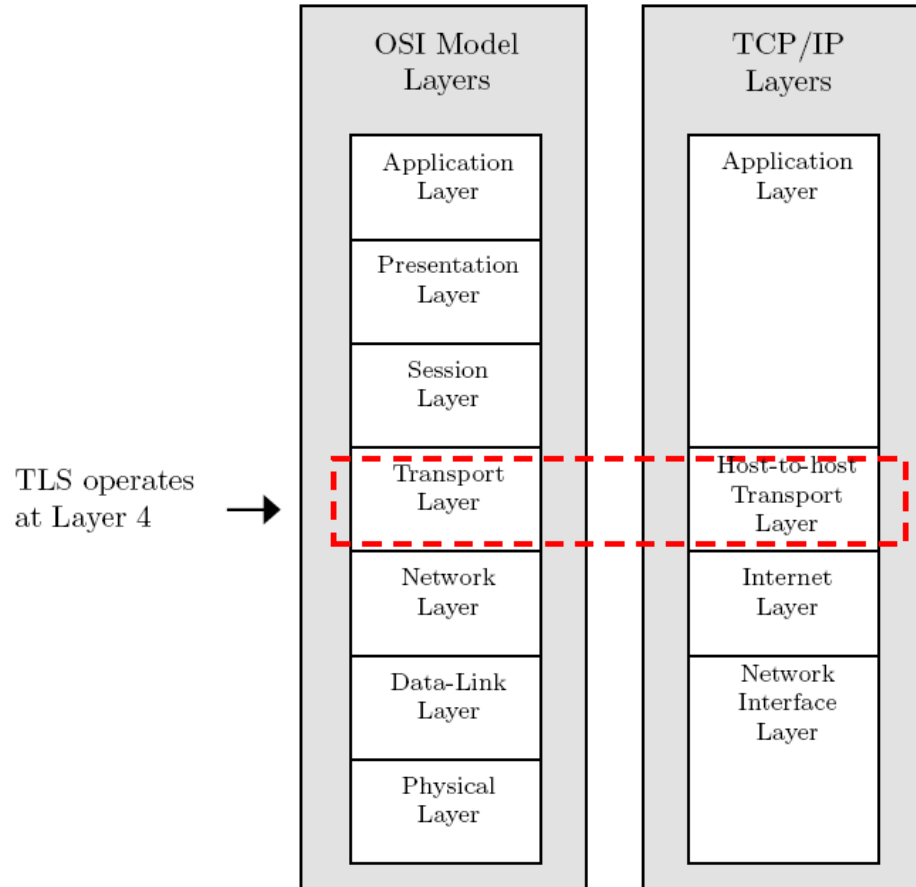 OSI Model
Layers
Application
Layer
Presentation
Layer
Session
Layer
Transport
Layer
Network
Layer
Data-Link
Layer
Physical
Layer
TCP/IP
Layers
Application
Layer
Host-to-host
Transport
Layer
Internet
Layer
Network
Interface
Layer
TLS operates
at Layer 4